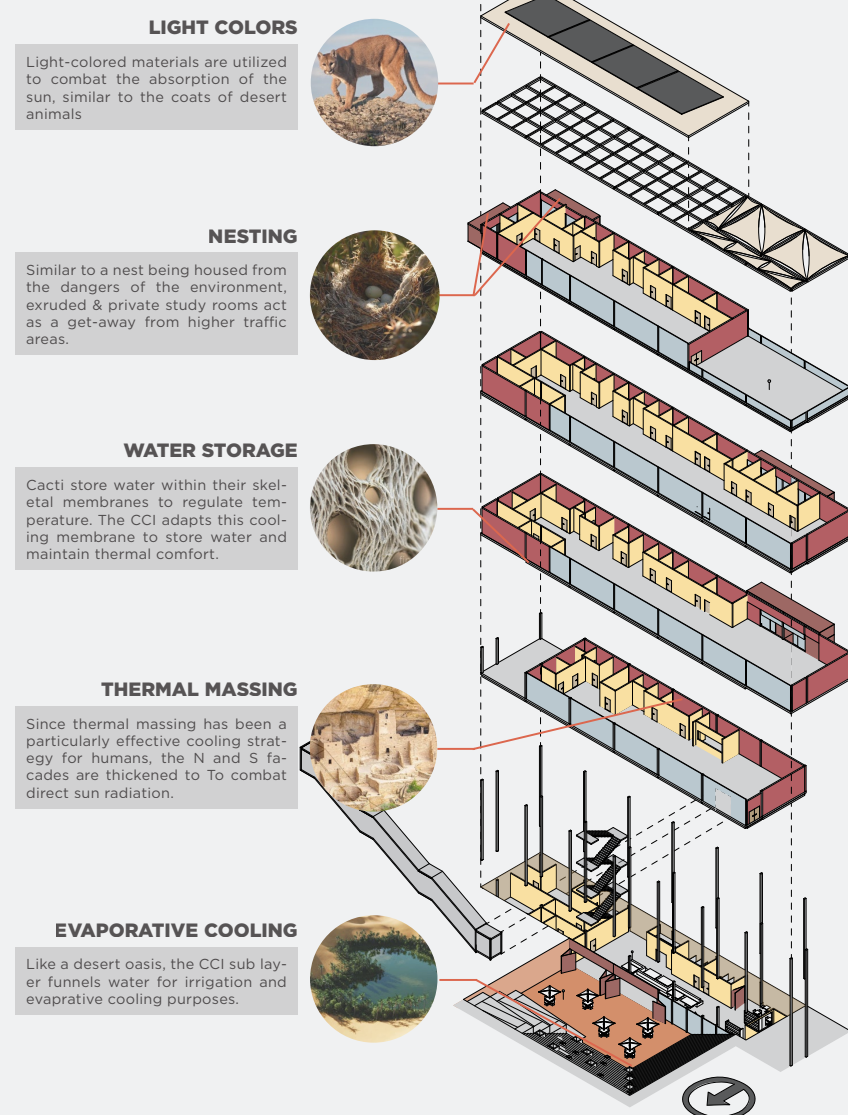 LIGHT COLORS
Light-colored materials are utilized
to combat the absorption of the
sun, similar to the coats of desert
animals
NESTING
Similar to a nest being housed from
the dangers of the environment,
exruded & private study rooms act
as a get-away from higher traffic
areas.
WATER STORAGE
Cacti store water within their skel-
etal membranes to regulate tem-
perature. The CCI adapts this cool-
ing membrane to store water and
maintain thermal comfort.
THERMAL MASSING
Since thermal massing has been a
particularly effective cooling strat-
egy for humans, the N and S fa-
cades are thickened to To combat
direct sun radiation.
EVAPORATIVE COOLING
Like a desert oasis, the CCI sub lay-
er funnels water for irrigation and
evaprative cooling purposes.